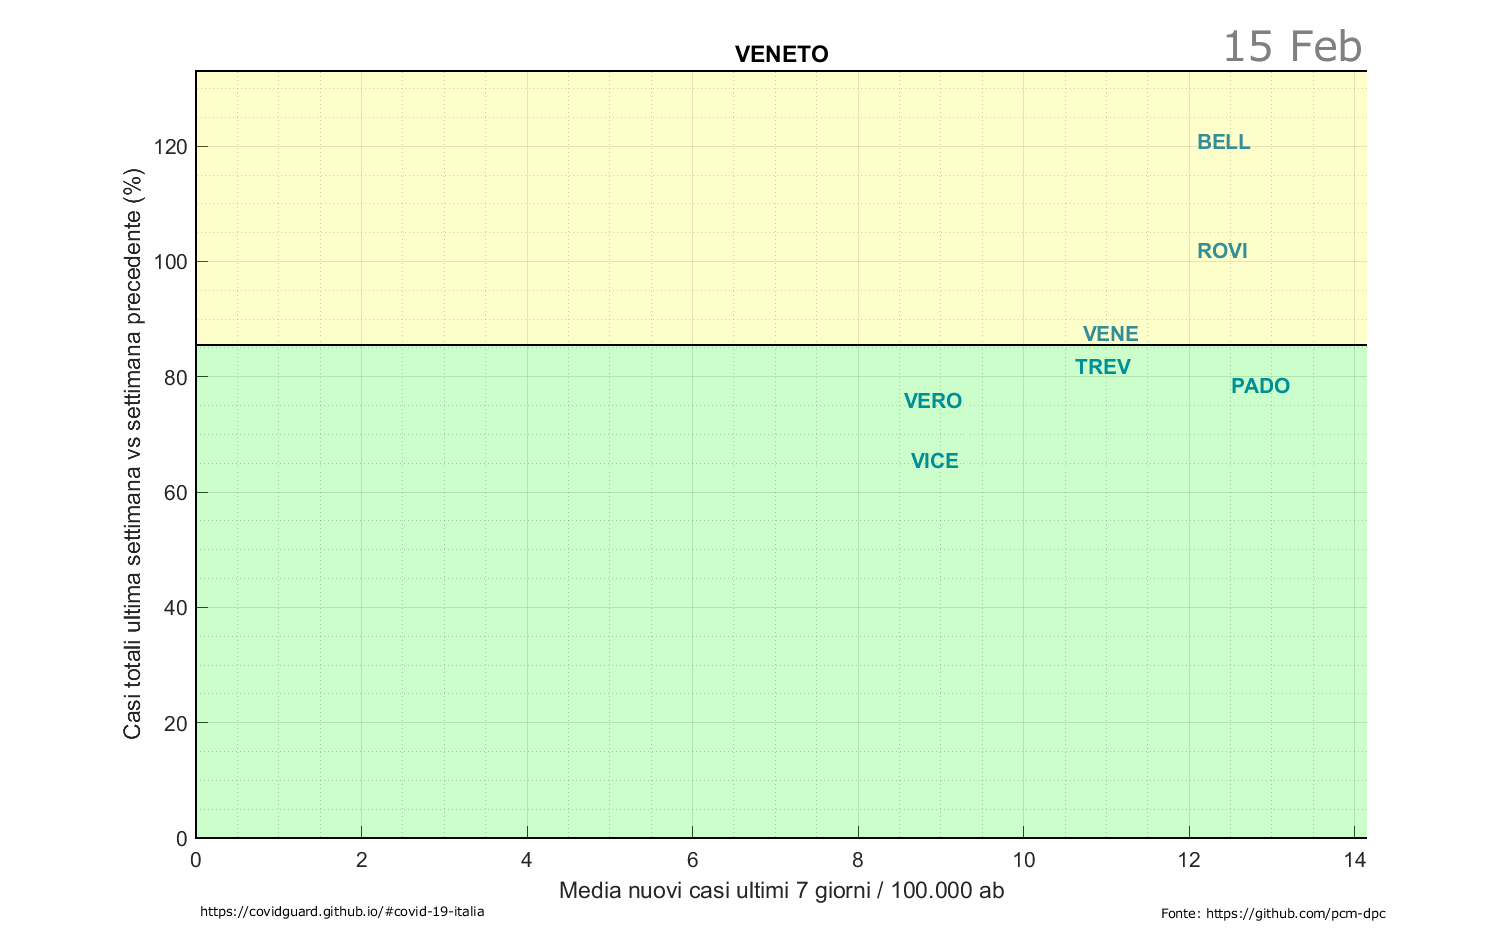 VENETO
15 Feb
BELL
ROVI
VENE
TREV
PADO
VERO
VICE
120
100
80
60
40
20
0
Casi totali ultima settimana vs settimana precedente (%)
0 2 4 6 8 10 12 14
Media nuovi casi ultimi 7 giorni / 100.000 ab
https://covidguard.github.io/#covid-19-italia
Fonte: https://github.com/pcm-dpc